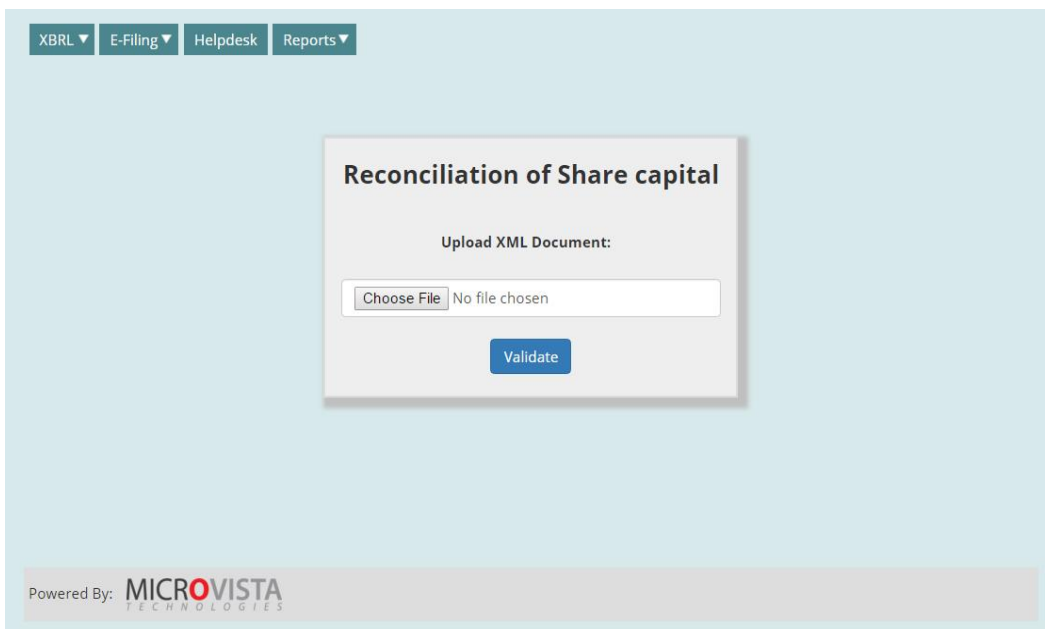 XBRL ▼ E-Filing ▼ Helpdesk Reports ▼
Reconciliation of Share capital
Upload XML Document:
Choose File No file chosen
Validate
Powered By: MICROVISTA
TECHNOLOGIES